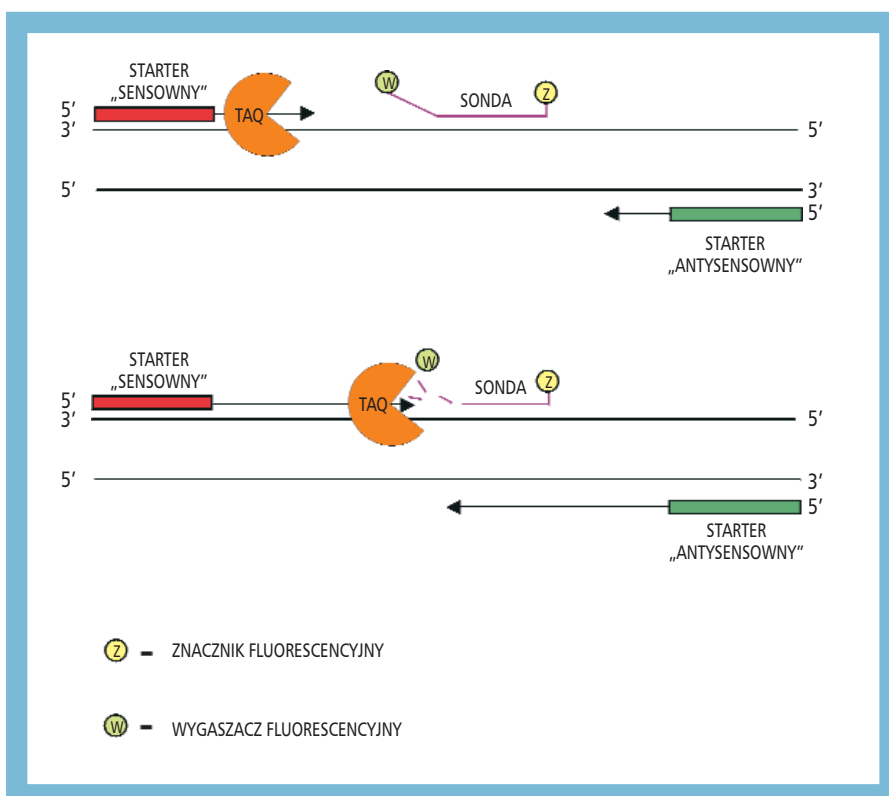 STARTER
„SENSOWNY”
W
SONDA
Z
5’
TAQ
3’
5’
5’
3’
5’
STARTER
„ANTYSENSOWNY”
STARTER
„SENSOWNY”
W
SONDA
Z
5’
TAQ
3’
5’
5’
3’
5’
STARTER
„ANTYSENSOWNY”
Z – ZNACZNIK FLUORESCENCYJNY
W – WYGASZACZ FLUORESCENCYJNY